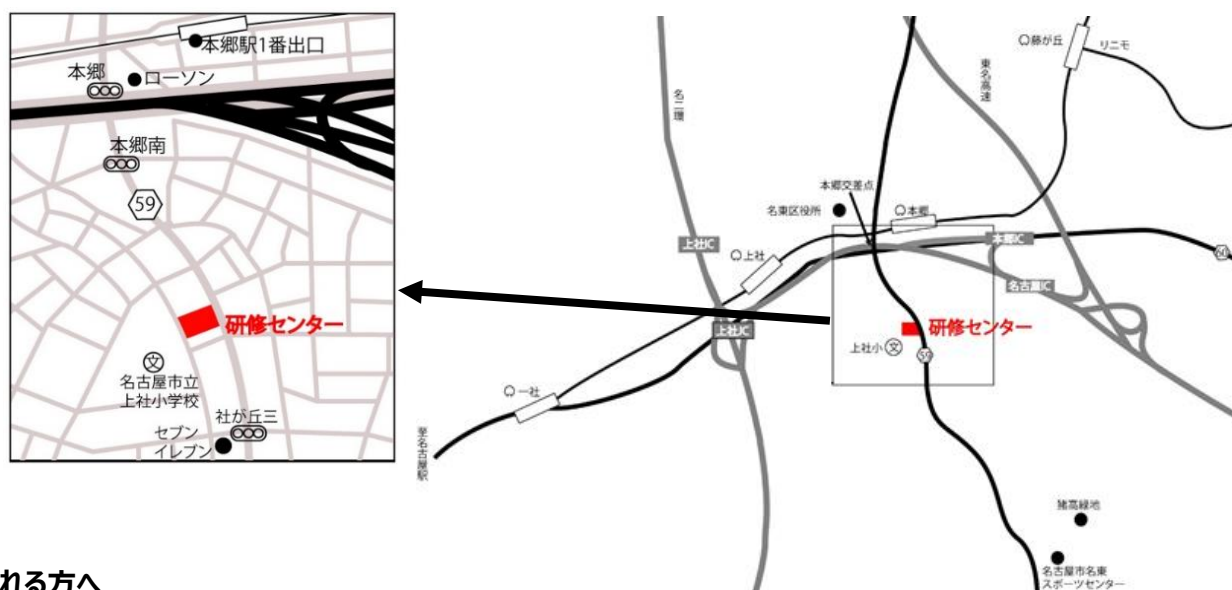 本郷駅1番出口
本郷
ローソン
本郷南
59
研修センター
文
名古屋市立
上社小学校
社が丘三
セブン
イレブン
藤が丘
リニモ
東名高速
名二環
本郷交差点
名東区役所
本郷
上社IC
上社
本郷IC
60
名古屋IC
上社JC
研修センター
上社小
文
59
一社
至名古屋駅
猪高緑地
名古屋市名東
スポーツセンター
れる方へ